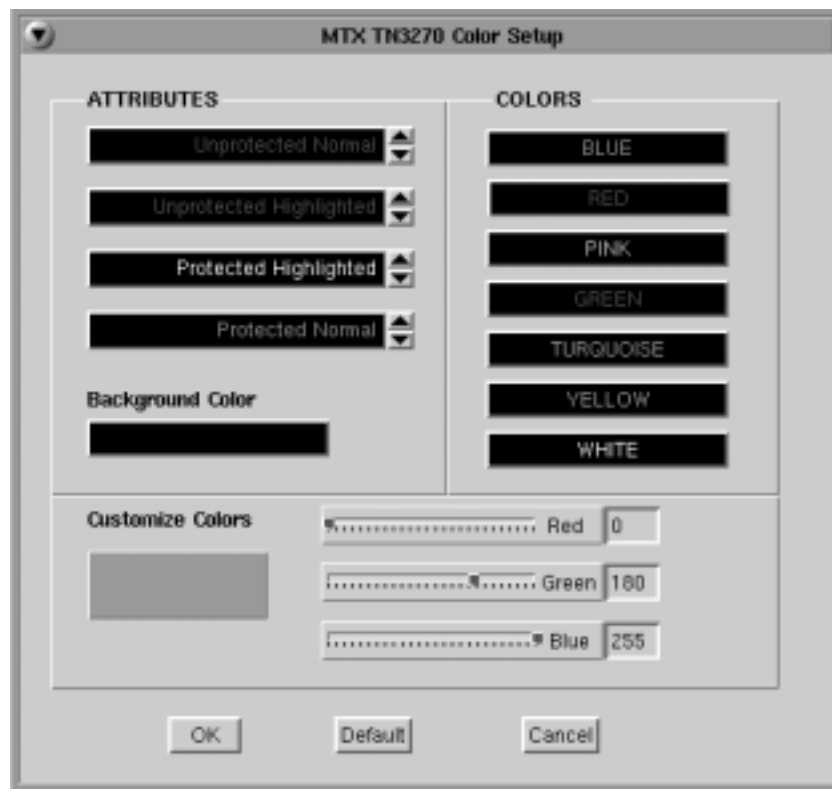 MTX TN3270 Color Setup
ATTRIBUTES
Unprotected Normal
Unprotected Highlighted
Protected Highlighted
Protected Normal
Background Color
COLORS
BLUE
RED
PINK
GREEN
TURQUOISE
YELLOW
WHITE
Customize Colors
Red 0
Green 180
Blue 255
OK Default Cancel